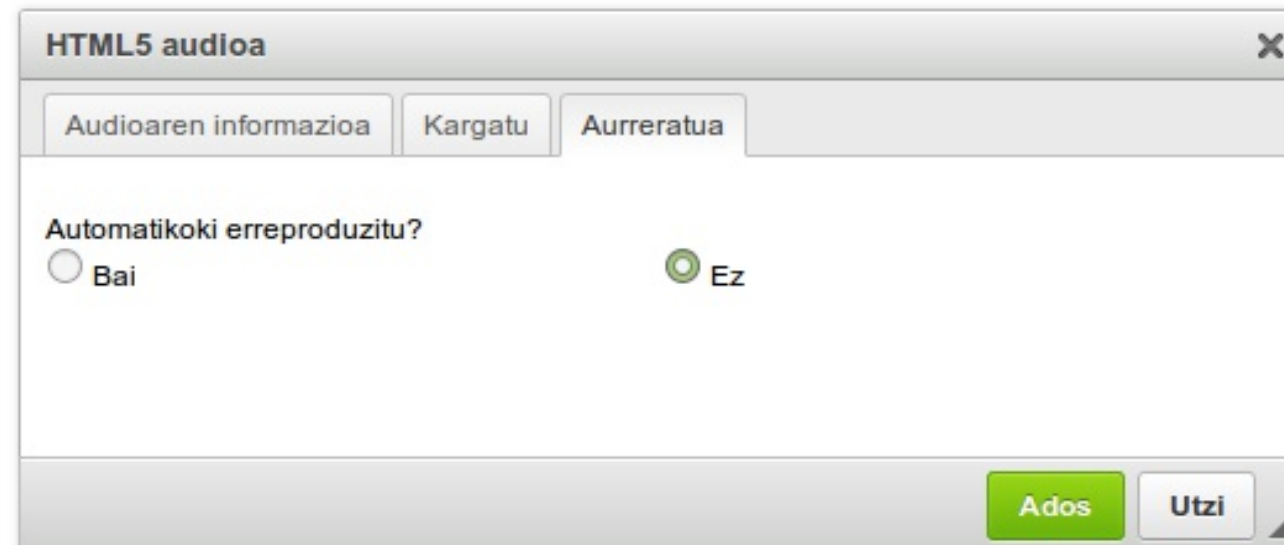 HTML5 audioa
Audioaren informazioa Kargatu Aurreratua
Automatikoki erreproduzitu?
Bai Ez
Ados Utzi